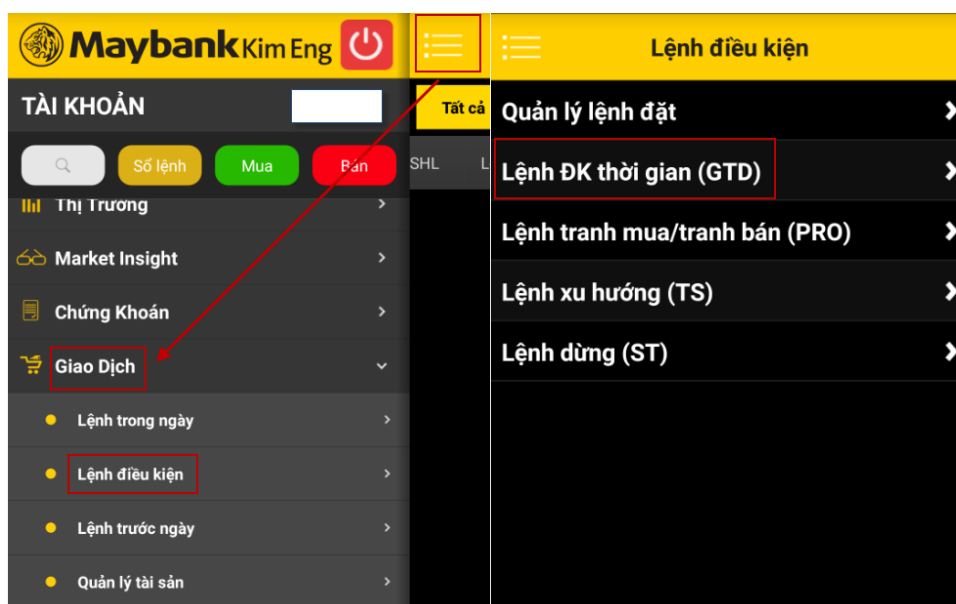 Maybank Kim Eng
TÀI KHOẢN
Sổ lệnh
Mua
Bán
Thị Trường
Market Insight
Chứng Khoán
Giao Dịch
Lệnh trong ngày
Lệnh điều kiện
Lệnh trước ngày
Quản lý tài sản
Tất cả
SHL L
Lệnh điều kiện
Quản lý lệnh đặt
Lệnh ĐK thời gian (GTD)
Lệnh tranh mua/tranh bán (PRO)
Lệnh xu hướng (TS)
Lệnh dừng (ST)